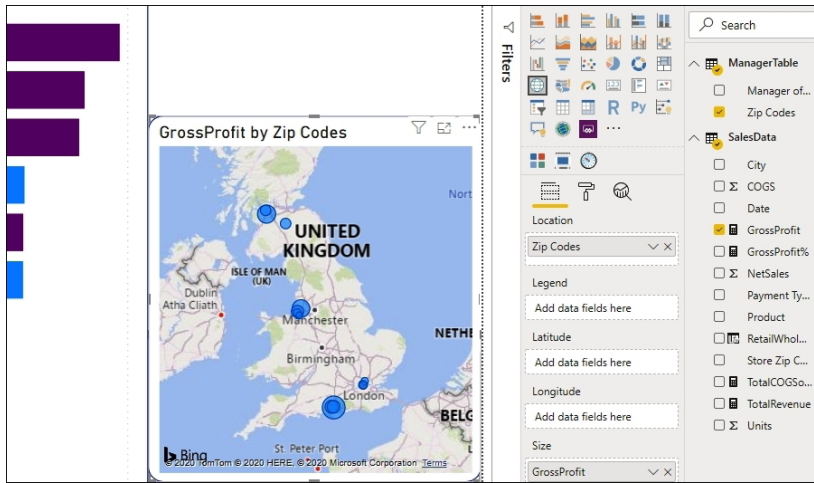 Search
Filters
ManagerTable
Manager of...
Zip Codes
SalesData
City
Σ COGS
Date
GrossProfit
GrossProfit%
Σ NetSales
Payment Ty...
Product
RetailWhol...
Store Zip C...
TotalCOGSo...
TotalRevenue
Σ Units
R Py
...
Location
Zip Codes
Legend
Add data fields here
Latitude
Add data fields here
Longitude
Add data fields here
Size
GrossProfit
GrossProfit by Zip Codes
...
Nort
UNITED
KINGDOM
ISLE OF MAN
(UK)
Dublin
Atha Cliath
Manchester
NETHE
Birmingham
London
BELG
St. Peter Port
Bing
© 2020 TomTom © 2020 HERE, © 2020 Microsoft Corporation Terms